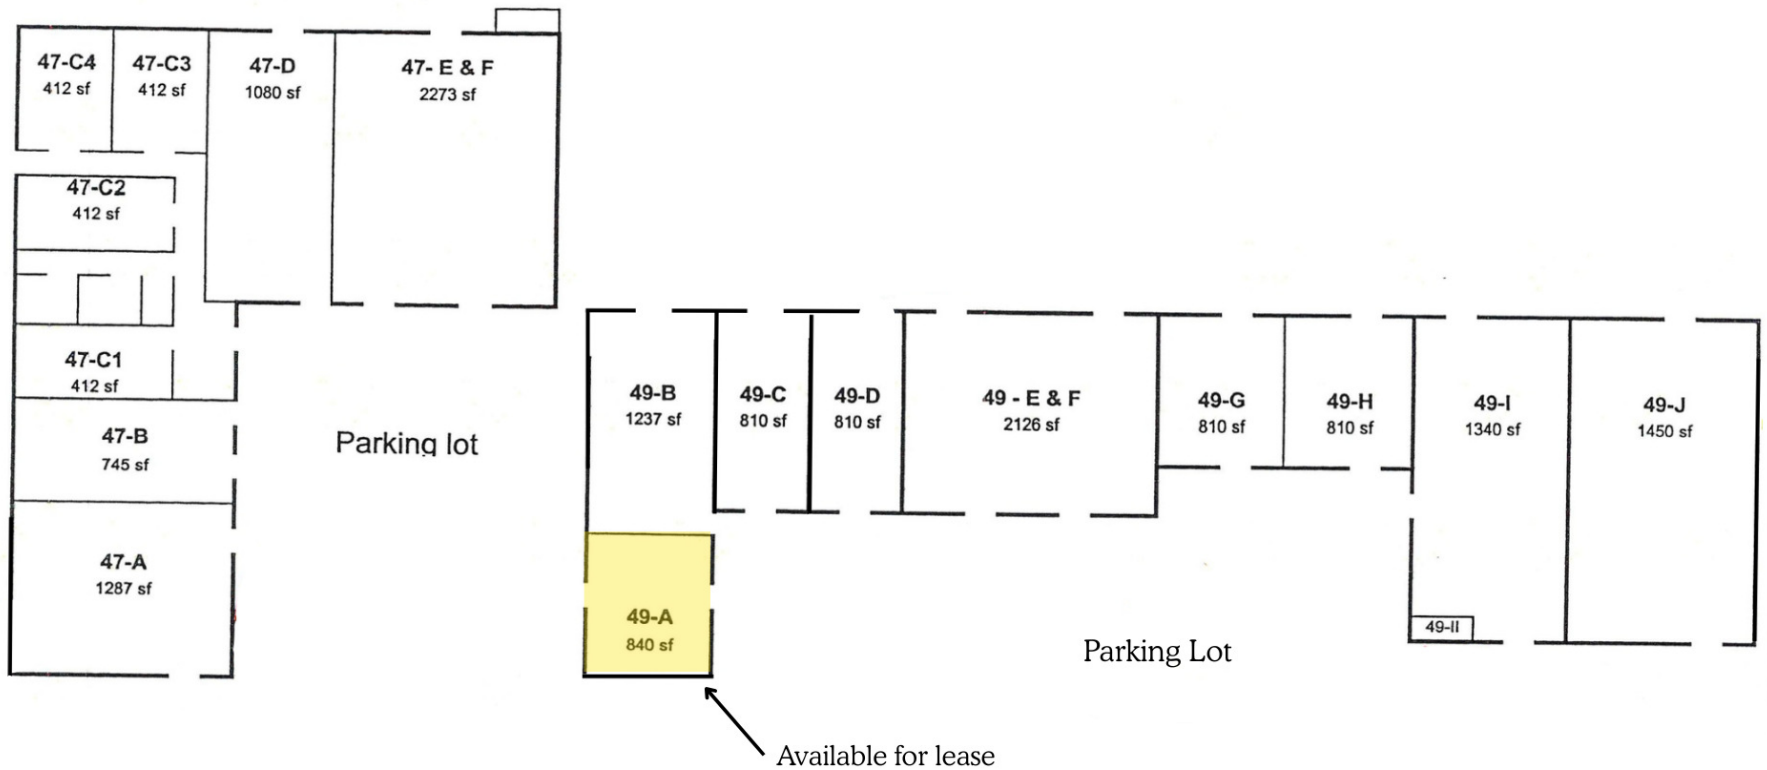 47-C4
412 sf
47-C3
412 sf
47-D
1080 sf
47- E & F
2273 sf
47-C2
412 sf
47-C1
412 sf
47-B
745 sf
47-A
1287 sf
Parking lot
49-B
1237 sf
49-C
810 sf
49-D
810 sf
49 - E & F
2126 sf
49-G
810 sf
49-H
810 sf
49-I
1340 sf
49-J
1450 sf
49-A
840 sf
49-II
Parking Lot
Available for lease